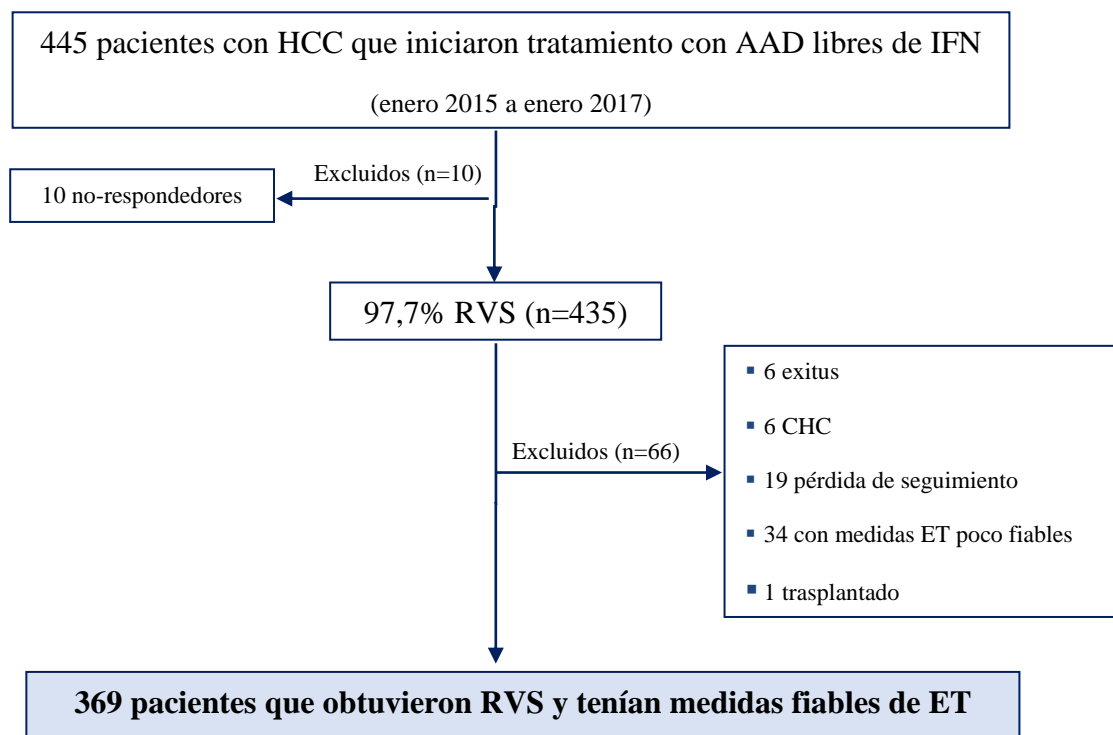 445 pacientes con HCC que iniciaron tratamiento con AAD libres de IFN
(enero 2015 a enero 2017)
Excluidos (n=10)
10 no-respondedores
97,7% RVS (n=435)
Excluidos (n=66)
▪ 6 exitus
▪ 6 CHC
▪ 19 pérdida de seguimiento
▪ 34 con medidas ET poco fiables
▪ 1 trasplantado
369 pacientes que obtuvieron RVS y tenían medidas fiables de ET